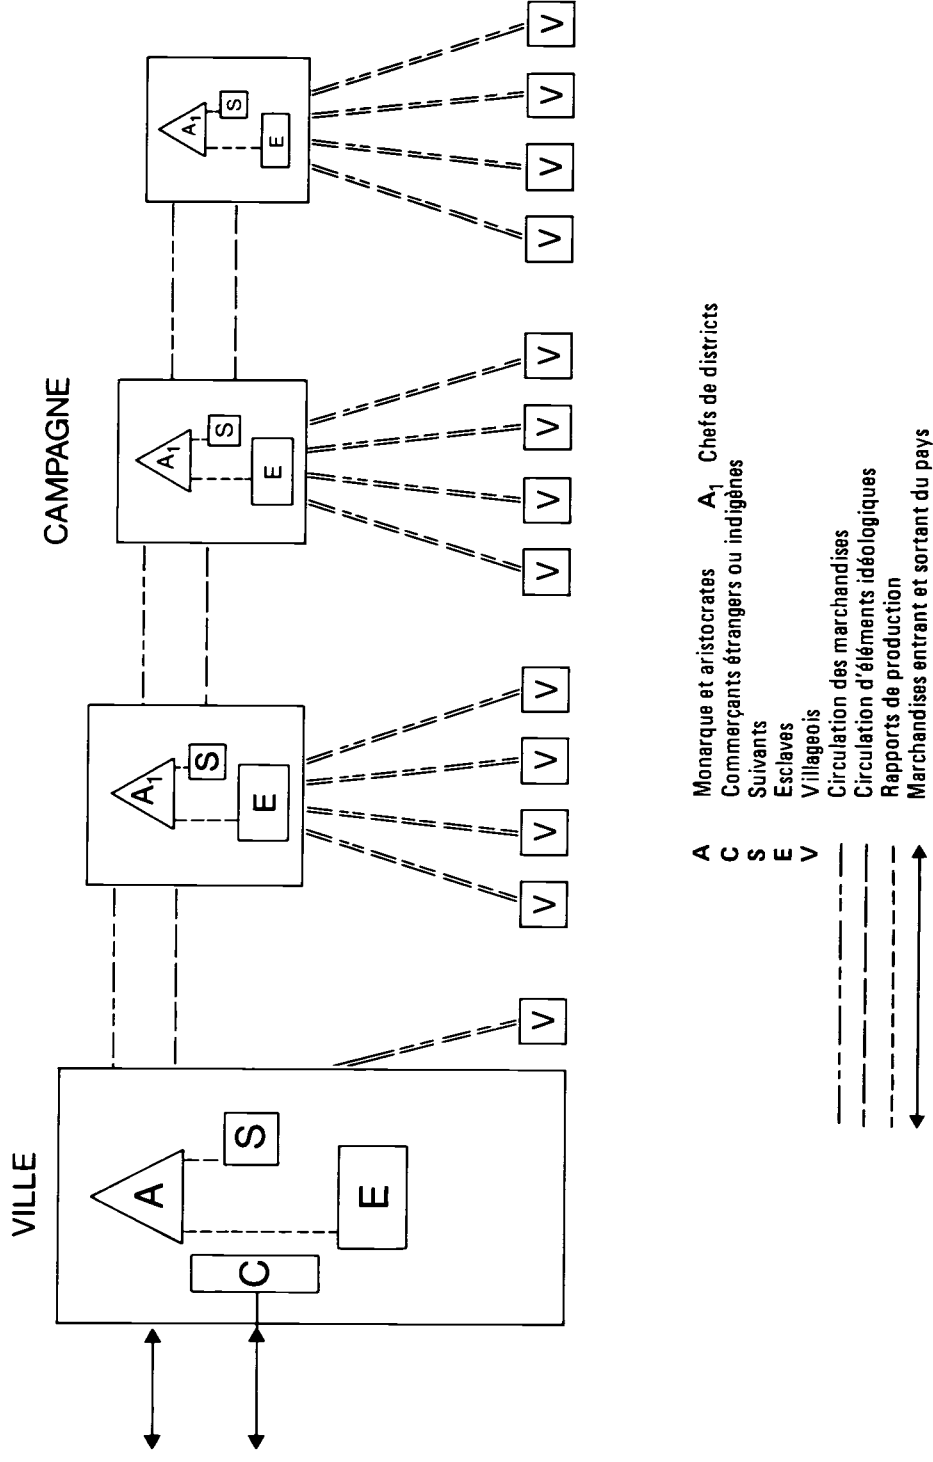 VILLE
CAMPAGNE
A
S
C
E
V
A₁
S
E
V
V
V
V
A₁
S
E
V
V
V
V
A₁
S
E
V
V
V
V
A Monarque et aristocrates A₁ Chefs de districts
C Commerçants étrangers ou indigènes
S Suivants
E Esclaves
V Villageois
Circulation des marchandises
Circulation d'éléments idéologiques
Rapports de production
Marchandises entrant et sortant du pays